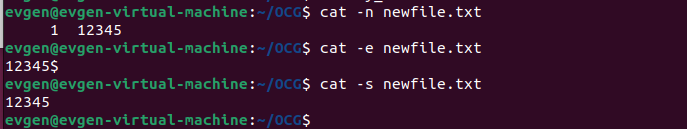 evgen@evgen-virtual-machine:~/OCG$ cat -n newfile.txt
     1  12345
evgen@evgen-virtual-machine:~/OCG$ cat -e newfile.txt
12345$
evgen@evgen-virtual-machine:~/OCG$ cat -s newfile.txt
12345
evgen@evgen-virtual-machine:~/OCG$